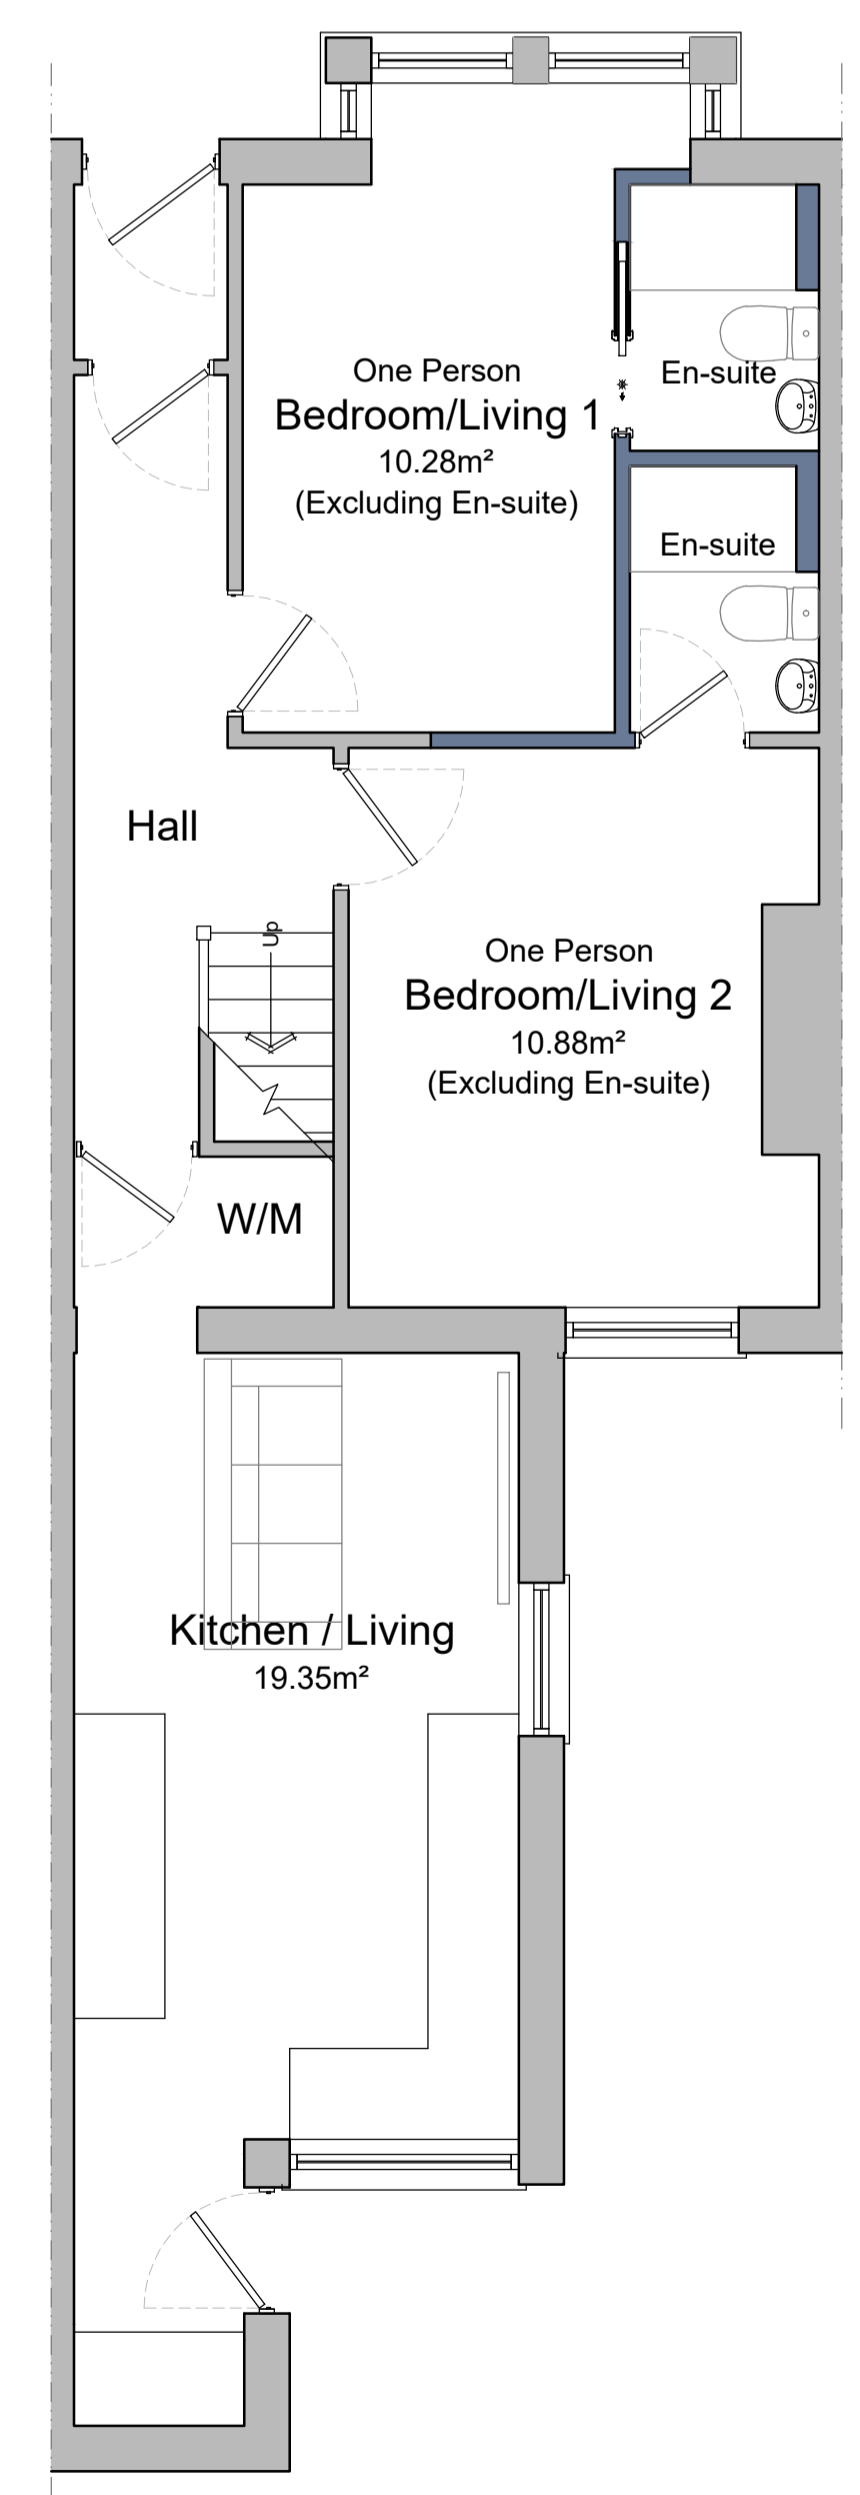 One Person
Bedroom/Living 1
10.28m²
(Excluding En-suite)
En-suite
En-suite
Hall
up
One Person
Bedroom/Living 2
10.88m²
(Excluding En-suite)
W/M
Kitchen / Living
19.35m²